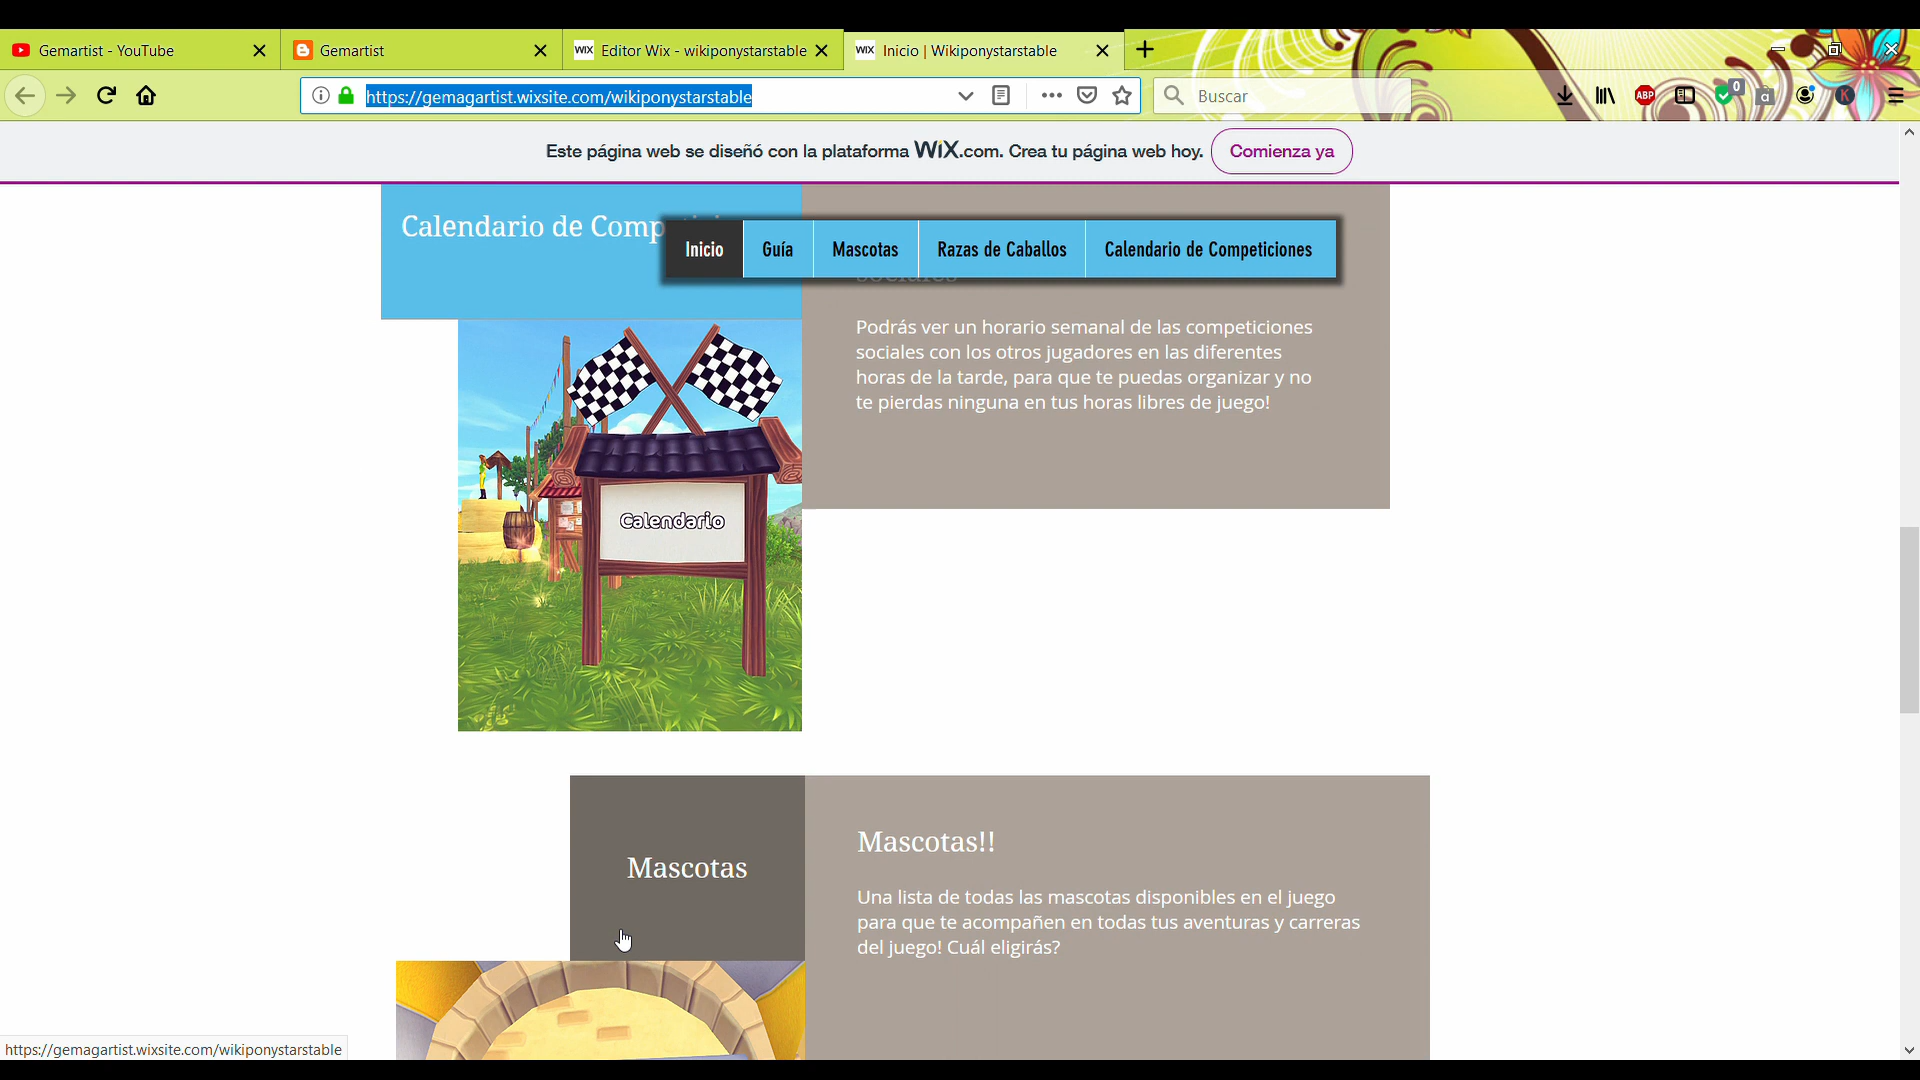 Gemartist - YouTube
Gemartist
Editor Wix - wikiponystarstable
Inicio | Wikiponystarstable
https://gemagartist.wixsite.com/wikiponystarstable
Buscar
ABP
0
a
K
Este página web se diseñó con la plataforma WiX.com. Crea tu página web hoy.
Comienza ya
Calendario de Comp
Inicio
Guía
Mascotas
Razas de Caballos
Calendario de Competiciones
sociales
Podrás ver un horario semanal de las competiciones
sociales con los otros jugadores en las diferentes
horas de la tarde, para que te puedas organizar y no
te pierdas ninguna en tus horas libres de juego!
Calendario
Mascotas
Mascotas!!
Una lista de todas las mascotas disponibles en el juego
para que te acompañen en todas tus aventuras y carreras
del juego! Cuál eligirás?
https://gemagartist.wixsite.com/wikiponystarstable